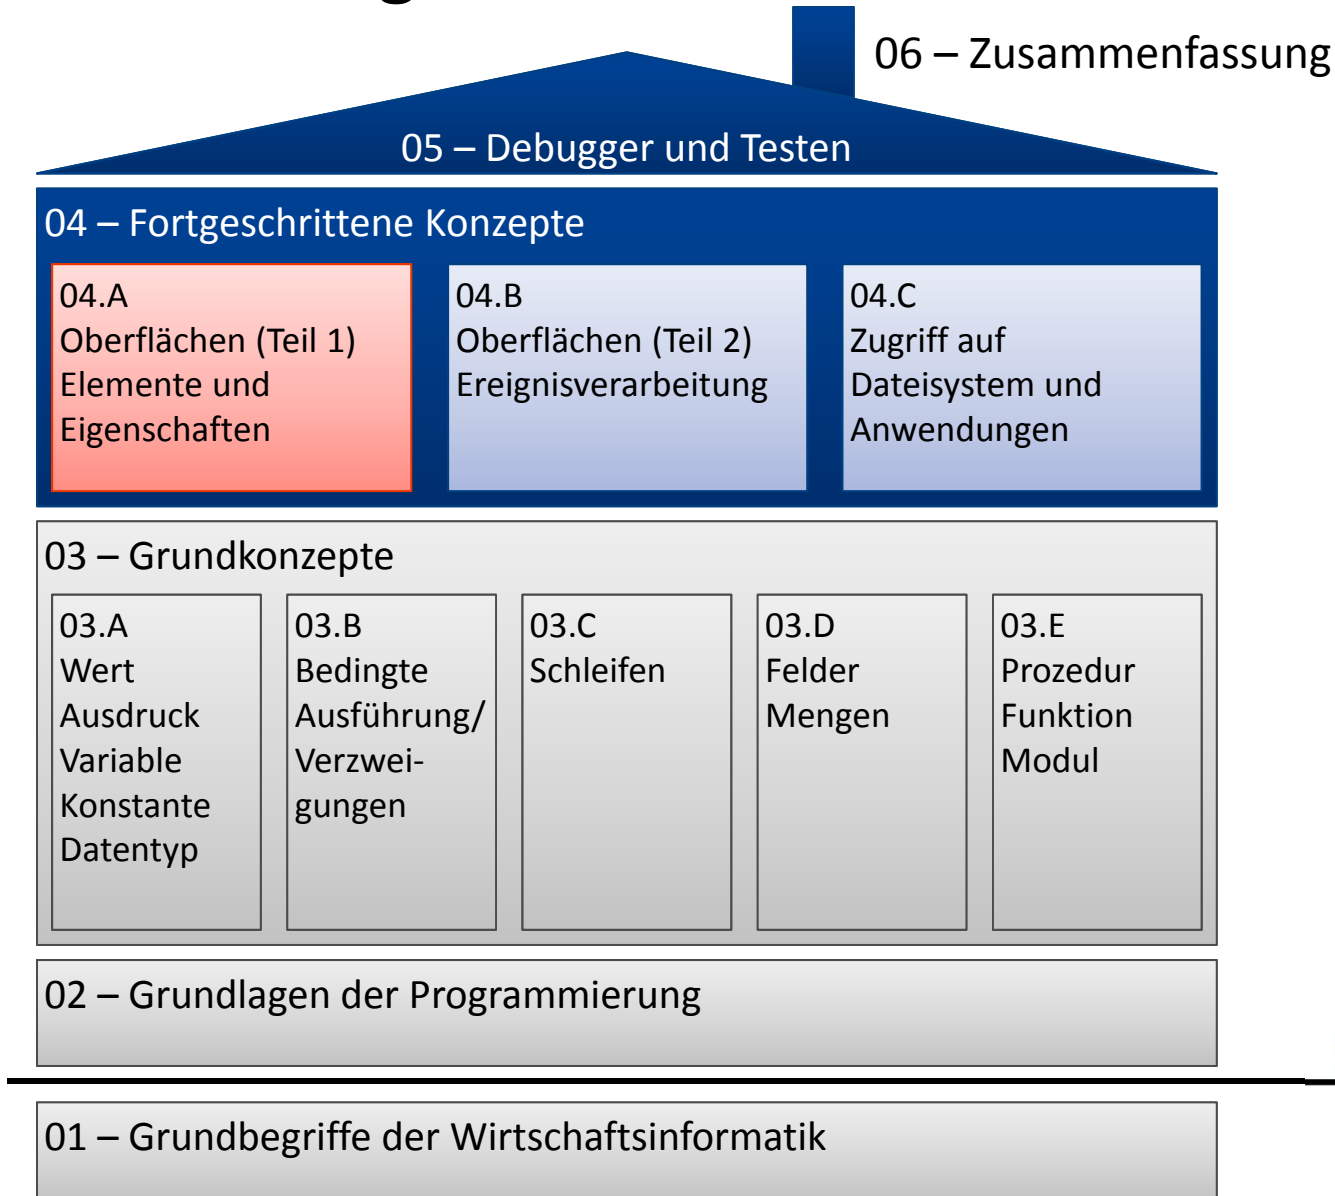 06 – Zusammenfassung
05 – Debugger und Testen
04 – Fortgeschrittene Konzepte
04.A
Oberflächen (Teil 1)
Elemente und
Eigenschaften
04.B
Oberflächen (Teil 2)
Ereignisverarbeitung
04.C
Zugriff auf
Dateisystem und
Anwendungen
03 – Grundkonzepte
03.A
Wert
Ausdruck
Variable
Konstante
Datentyp
03.B
Bedingte
Ausführung/
Verzwei-
gungen
03.C
Schleifen
03.D
Felder
Mengen
03.E
Prozedur
Funktion
Modul
02 – Grundlagen der Programmierung
01 – Grundbegriffe der Wirtschaftsinformatik